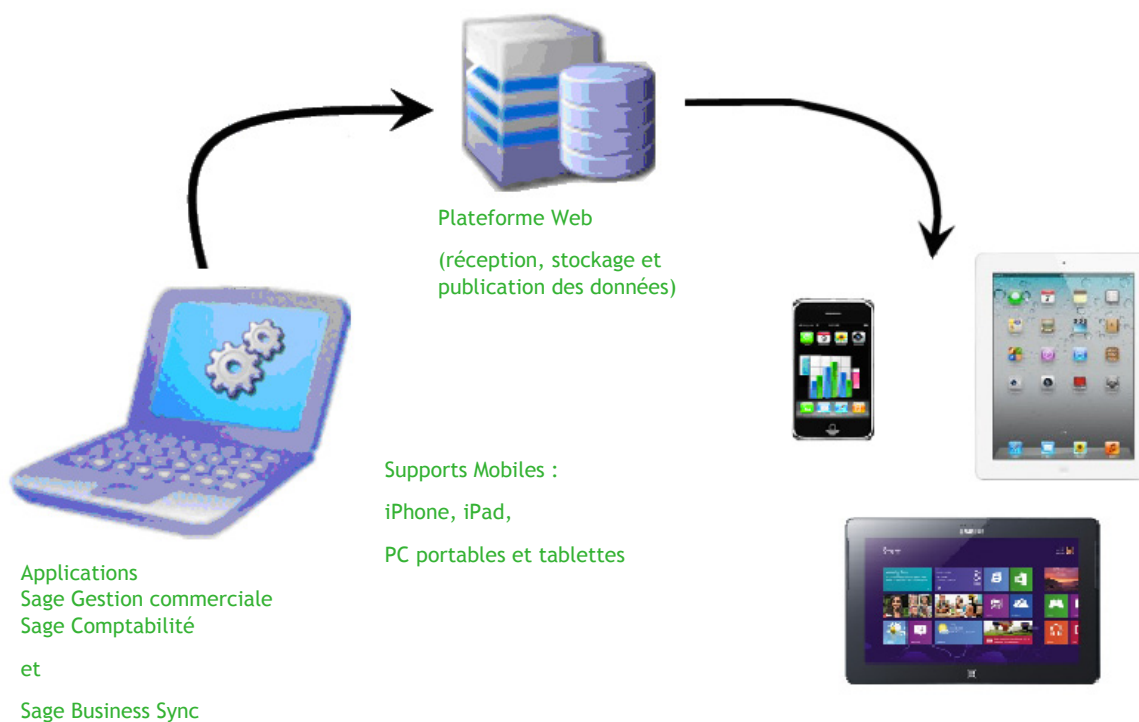 Plateforme Web
(réception, stockage et
publication des données)
Supports Mobiles :
iPhone, iPad,
PC portables et tablettes
Applications
Sage Gestion commerciale
Sage Comptabilité
et
Sage Business Sync